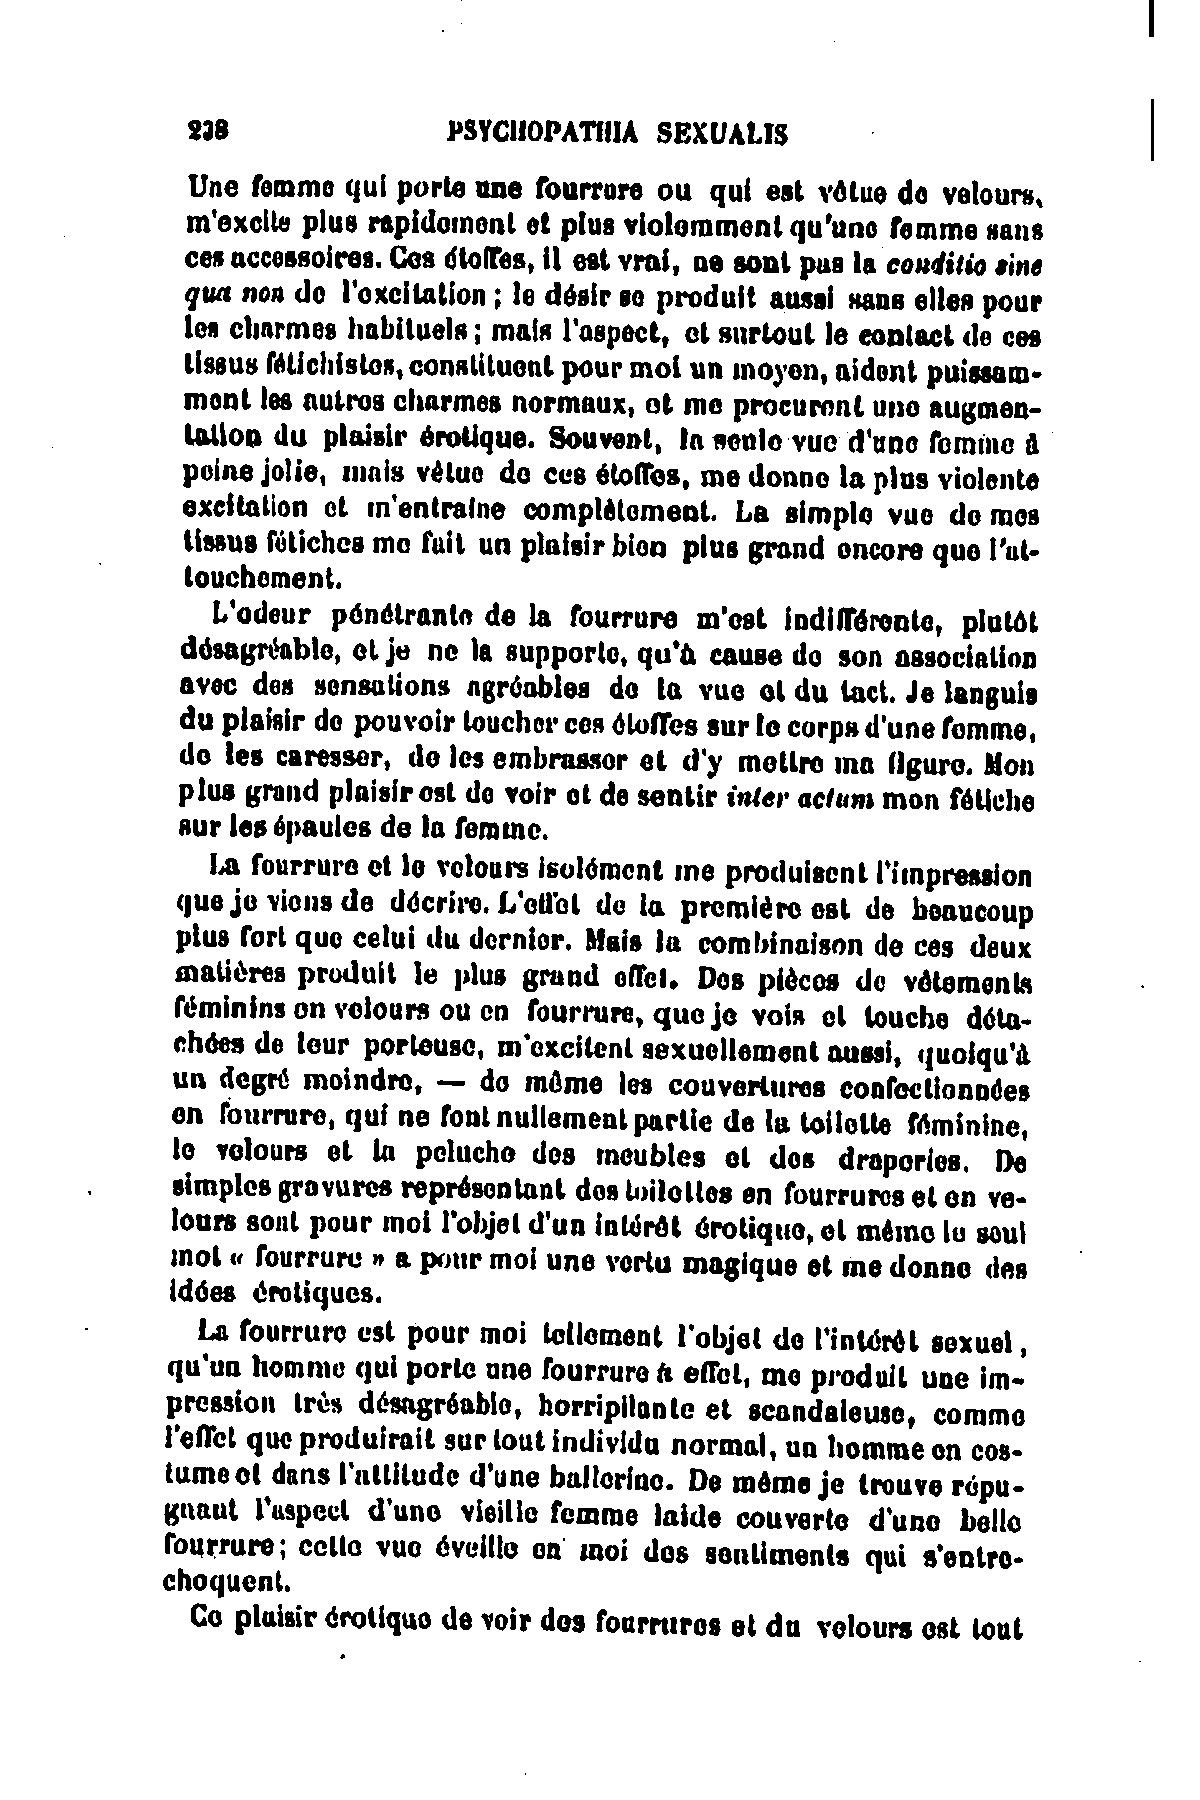 238 PSYCHOPATHIA SEXUALIS
Une femme qui porte une fourrure ou qui est vêtue de velours,
m'excite plus rapidement et plus violemment qu'une femme sans
ces accessoires. Ces étoffes, il est vrai, ne sont pas la conditio sine
qua non de l'excitation ; le désir se produit aussi sans elles pour
les charmes habituels ; mais l'aspect, et surtout le contact de ces
tissus fétichistes, constituent pour moi un moyen, aident puissam-
ment les autres charmes normaux, et me procurent une augmen-
tation du plaisir érotique. Souvent, la seule vue d'une femme à
peine jolie, mais vêtue de ces étoffes, me donne la plus violente
excitation et m'entraîne complètement. La simple vue de mes
tissus fétiches me fait un plaisir bien plus grand encore que l'at-
touchement.
L'odeur pénétrante de la fourrure m'est indifférente, plutôt
désagréable, et je ne la supporte, qu'à cause de son association
avec des sensations agréables de la vue et du tact. Je languis
du plaisir de pouvoir toucher ces étoffes sur le corps d'une femme,
de les caresser, de les embrasser et d'y mettre ma figure. Mon
plus grand plaisir est de voir et de sentir inter actum mon fétiche
sur les épaules de la femme.
La fourrure et le velours isolément me produisent l'impression
que je viens de décrire. L'effet de la première est de beaucoup
plus fort que celui du dernier. Mais la combinaison de ces deux
matières produit le plus grand effet. Des pièces de vêtements
féminins en velours ou en fourrure, que je vois et touche déta-
chées de leur porteuse, m'excitent sexuellement aussi, quoiqu'à
un degré moindre, — de même les couvertures confectionnées
en fourrure, qui ne font nullement partie de la toilette féminine,
le velours et la peluche des meubles et des draperies. De
simples gravures représentant des toilettes en fourrures et en ve-
lours sont pour moi l'objet d'un intérêt érotique, et même le seul
mot « fourrure » a pour moi une vertu magique et me donne des
idées érotiques.
La fourrure est pour moi tellement l'objet de l'intérêt sexuel,
qu'un homme qui porte une fourrure à effet, me produit une im-
pression très désagréable, horripilante et scandaleuse, comme
l'effet que produirait sur tout individu normal, un homme en cos-
tume et dans l'attitude d'une ballerine. De même je trouve répu-
gnant l'aspect d'une vieille femme laide couverte d'une belle
fourrure ; cette vue éveille en moi des sentiments qui s'entre-
choquent.
Ce plaisir érotique de voir des fourrures et du velours est tout